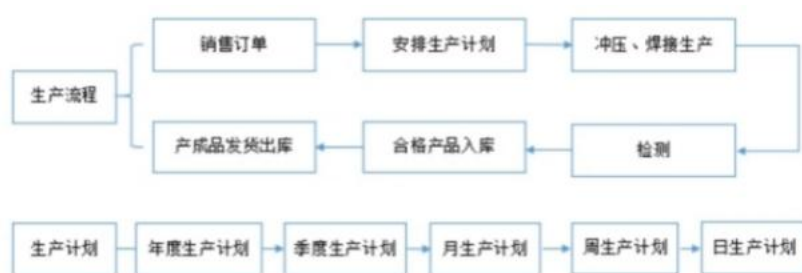 销售订单
安排生产计划
冲压、焊接生产
生产流程
产成品发货出库
合格产品入库
检测
生产计划
年度生产计划
季度生产计划
月生产计划
周生产计划
日生产计划